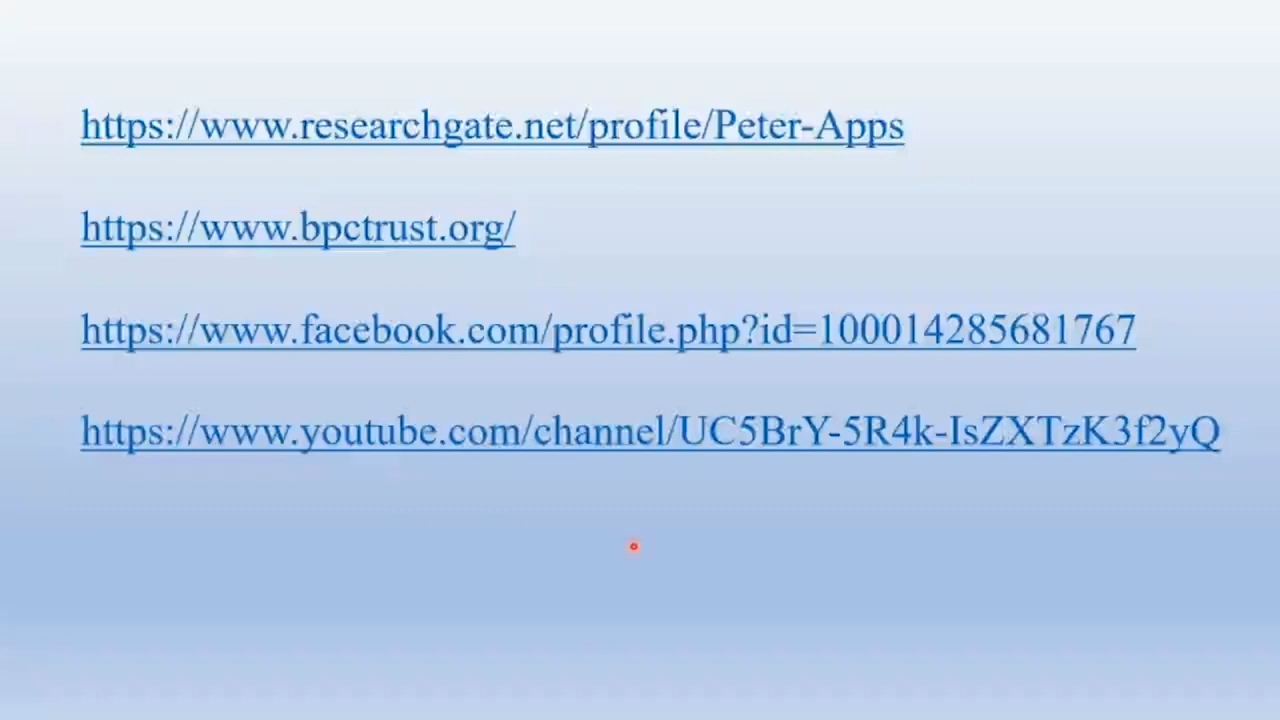 https://www.researchgate.net/profile/Peter-Apps
https://www.bpctrust.org/
https://www.facebook.com/profile.php?id=100014285681767
https://www.youtube.com/channel/UC5BrY-5R4k-IsZXTzK3f2yQ